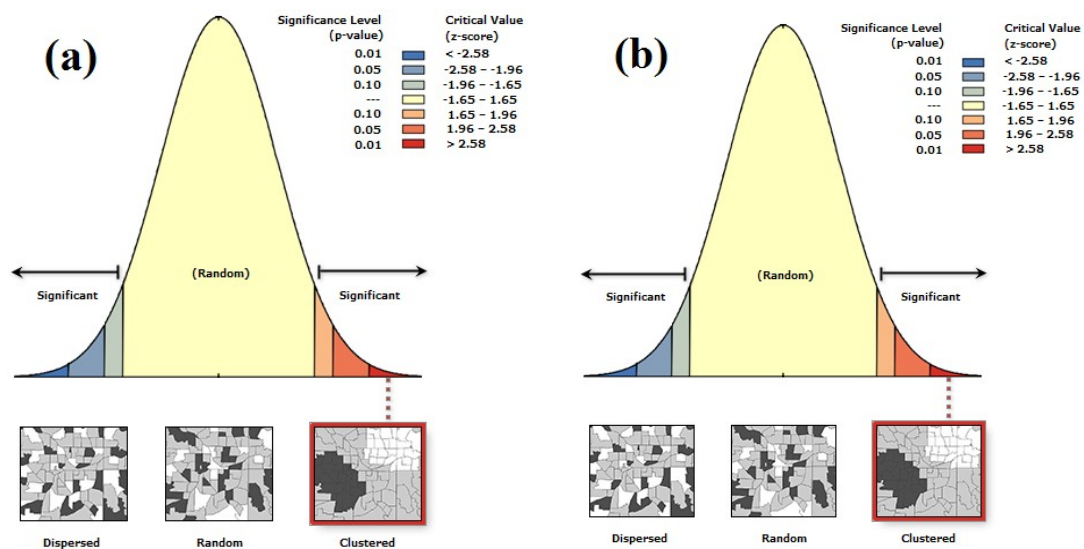 (a)
Significance Level
(p-value)
Critical Value
(z-score)
0.01 < -2.58
0.05 -2.58 – -1.96
0.10 -1.96 – -1.65
--- -1.65 – 1.65
0.10 1.65 – 1.96
0.05 1.96 – 2.58
0.01 > 2.58
Significant
(Random)
Significant
Dispersed
Random
Clustered
(b)
Significance Level
(p-value)
Critical Value
(z-score)
0.01 < -2.58
0.05 -2.58 – -1.96
0.10 -1.96 – -1.65
--- -1.65 – 1.65
0.10 1.65 – 1.96
0.05 1.96 – 2.58
0.01 > 2.58
Significant
(Random)
Significant
Dispersed
Random
Clustered